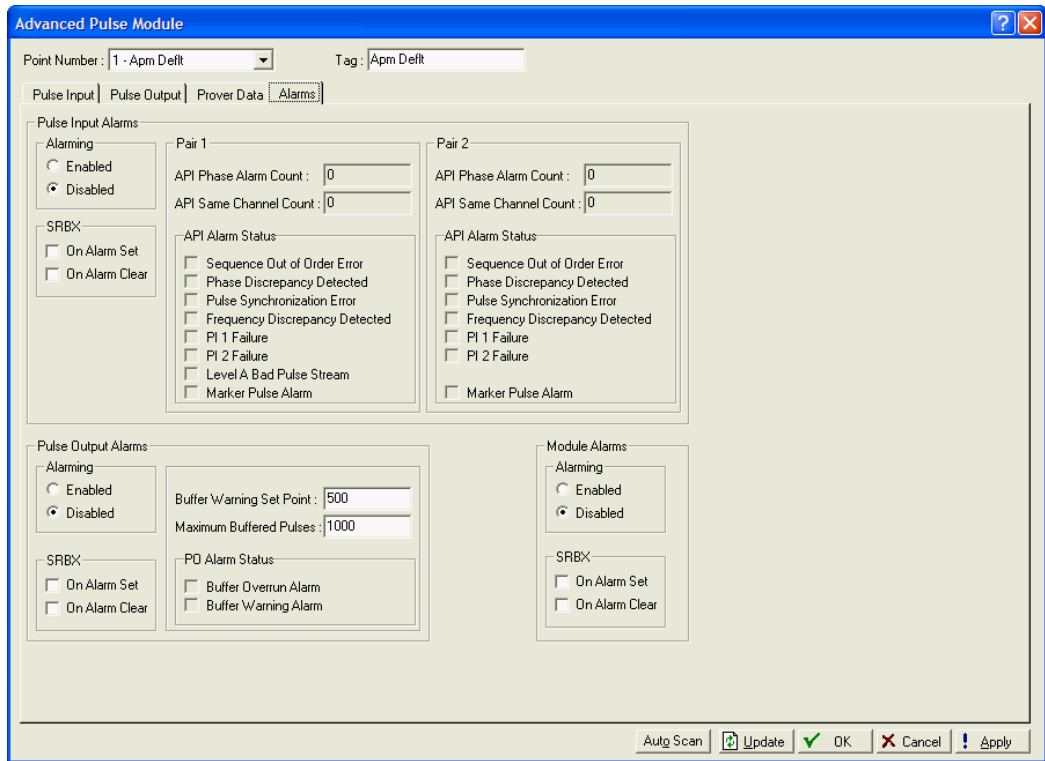 Advanced Pulse Module
Point Number : 1 - Apm Deflt Tag : Apm Deflt
Pulse Input Pulse Output Prover Data Alarms
Pulse Input Alarms
Alarming
Enabled
Disabled
SRBX
On Alarm Set
On Alarm Clear
Pair 1
API Phase Alarm Count : 0
API Same Channel Count : 0
API Alarm Status
Sequence Out of Order Error
Phase Discrepancy Detected
Pulse Synchronization Error
Frequency Discrepancy Detected
PI 1 Failure
PI 2 Failure
Level A Bad Pulse Stream
Marker Pulse Alarm
Pair 2
API Phase Alarm Count : 0
API Same Channel Count : 0
API Alarm Status
Sequence Out of Order Error
Phase Discrepancy Detected
Pulse Synchronization Error
Frequency Discrepancy Detected
PI 1 Failure
PI 2 Failure
Marker Pulse Alarm
Pulse Output Alarms
Alarming
Enabled
Disabled
SRBX
On Alarm Set
On Alarm Clear
Buffer Warning Set Point : 500
Maximum Buffered Pulses : 1000
PO Alarm Status
Buffer Overrun Alarm
Buffer Warning Alarm
Module Alarms
Alarming
Enabled
Disabled
SRBX
On Alarm Set
On Alarm Clear
Auto Scan Update OK Cancel ! Apply